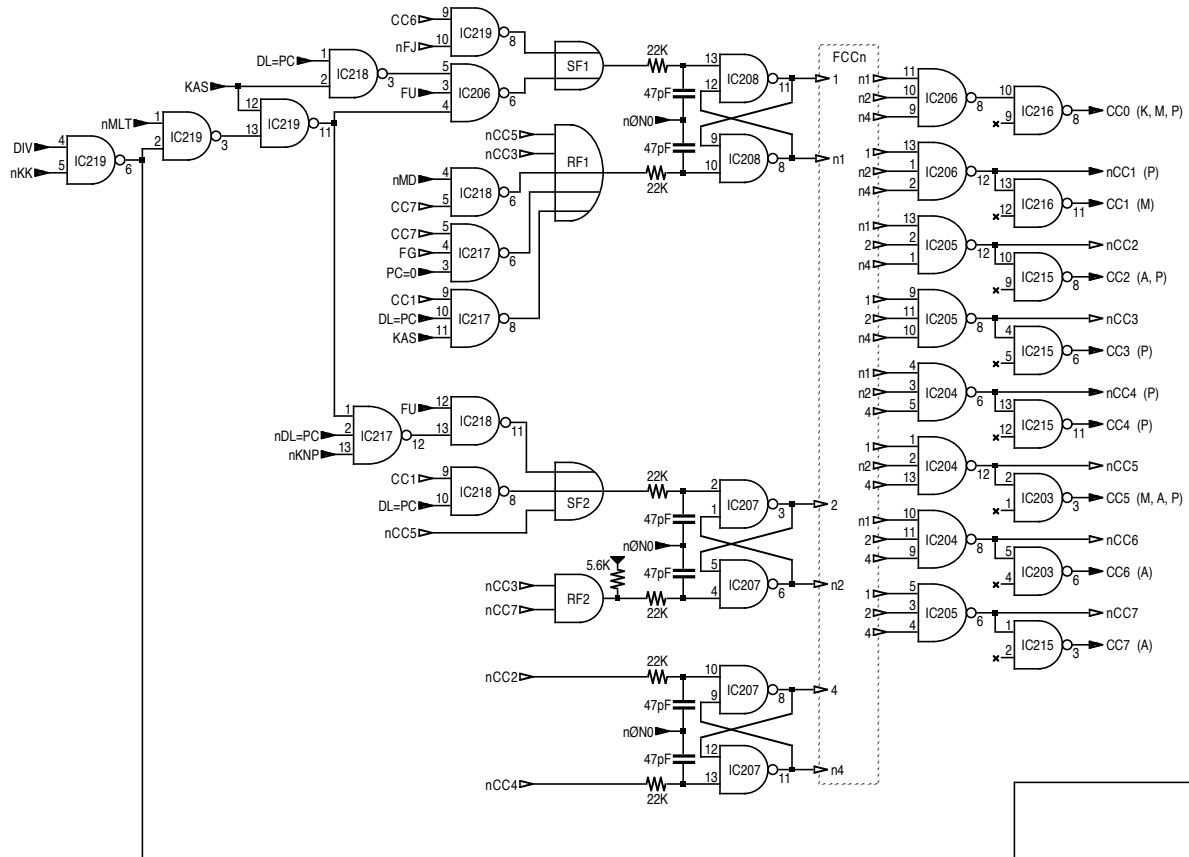 CC6
9
IC219
8
nFJ
10
DL=PC
1
IC218
3
2
KAS
5
FU
3
IC206
6
4
SF1
22K
13
IC208
11
12
47pF
nØN0
47pF
9
IC208
8
10
22K
1
n1
FCCn
nMLT
1
IC219
3
2
12
IC219
11
13
DIV
4
IC219
6
nKK
5
nCC5
nCC3
RF1
nMD
4
IC218
6
CC7
5
CC7
5
FG
4
IC217
6
PC=0
3
CC1
9
DL=PC
10
IC217
8
KAS
11
1
nDL=PC
2
IC217
12
nKNP
13
FU
12
IC218
11
13
CC1
9
IC218
8
DL=PC
10
nCC5
SF2
22K
2
IC207
3
1
47pF
nØN0
5.6K
47pF
5
IC207
6
4
22K
2
n2
nCC3
RF2
nCC7
nCC2
22K
10
IC207
8
9
47pF
nØN0
47pF
12
IC207
11
13
22K
nCC4
4
n4
n1
11
n2
10
IC206
8
n4
9
10
IC216
8
9
CC0 (K, M, P)
1
13
n2
1
IC206
12
n4
2
nCC1 (P)
13
IC216
11
12
CC1 (M)
n1
13
2
2
IC205
12
n4
1
nCC2
10
IC215
8
9
CC2 (A, P)
1
9
2
11
IC205
8
n4
10
nCC3
4
IC215
6
5
CC3 (P)
n1
4
n2
3
IC204
6
4
5
nCC4 (P)
13
IC215
11
12
CC4 (P)
1
1
n2
2
IC204
12
4
13
nCC5
2
IC203
3
1
CC5 (M, A, P)
n1
10
2
11
IC204
8
4
9
nCC6
5
IC203
6
4
CC6 (A)
1
5
2
3
IC205
6
4
4
nCC7
1
IC215
3
2
CC7 (A)